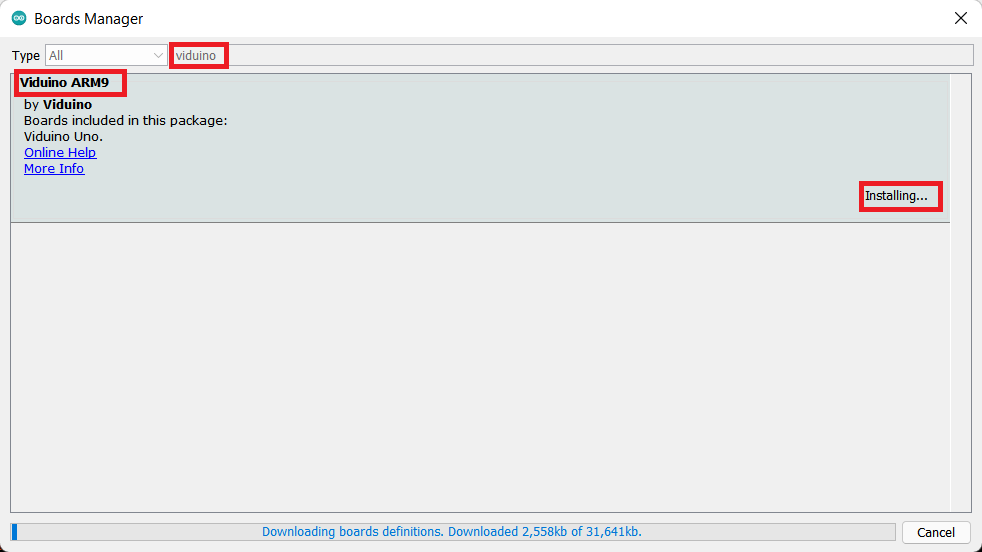 Boards Manager
Type All viduino
Viduino ARM9
by Viduino
Boards included in this package:
Viduino Uno.
Online Help
More Info
Installing...
Downloading boards definitions. Downloaded 2,558kb of 31,641kb.
Cancel